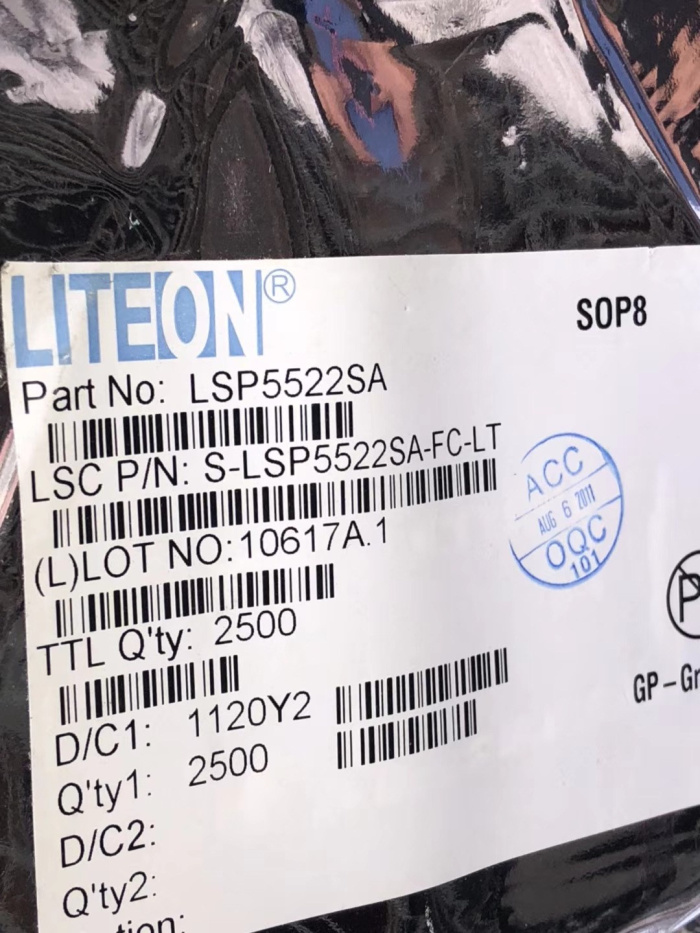 LITEON®
SOP8
Part No: LSP5522SA
LSC P/N: S-LSP5522SA-FC-LT
(L)LOT NO:10617A.1
ACC
AUG 6 2011
OQC
101
TTL Q'ty: 2500
D/C1: 1120Y2
Q'ty1: 2500
D/C2:
Q'ty2:
GP-Gr